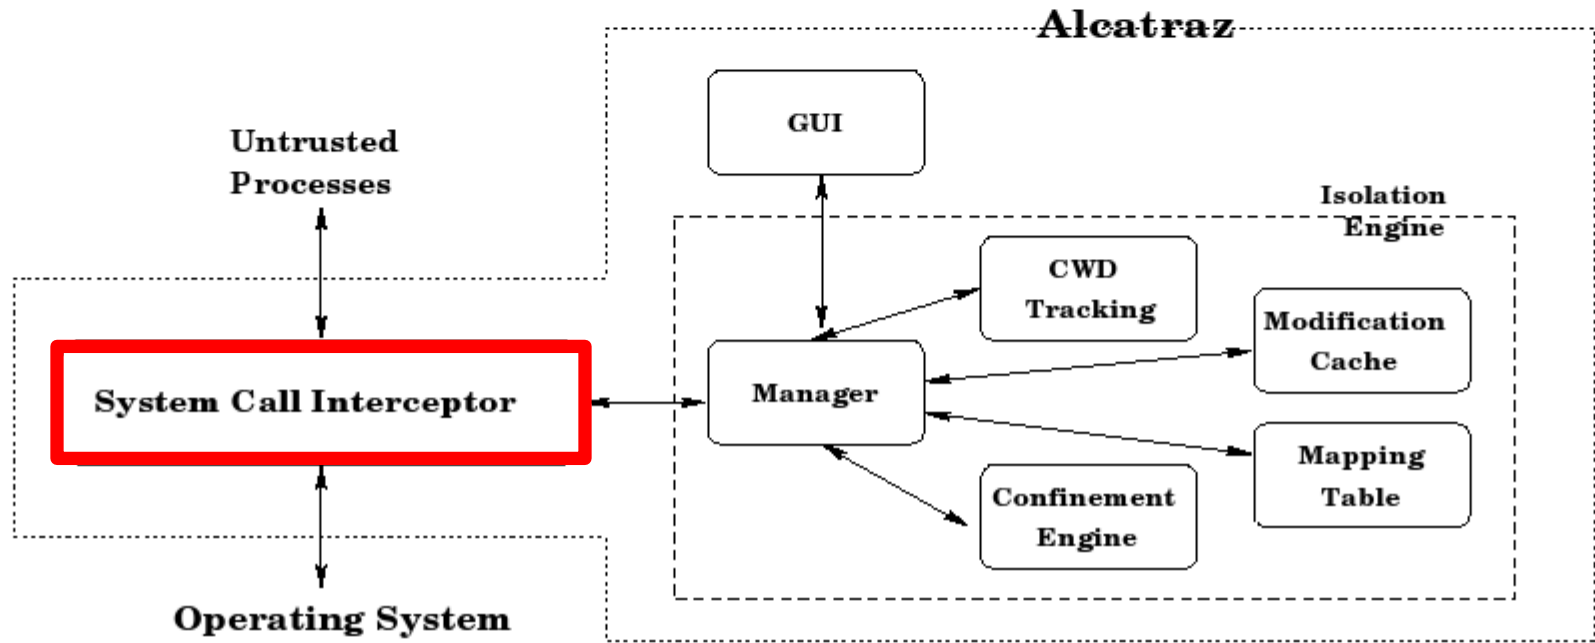 Alcatraz
GUI
Untrusted
Processes
Isolation
Engine
CWD
Tracking
Modification
Cache
System Call Interceptor
Manager
Mapping
Table
Confinement
Engine
Operating System